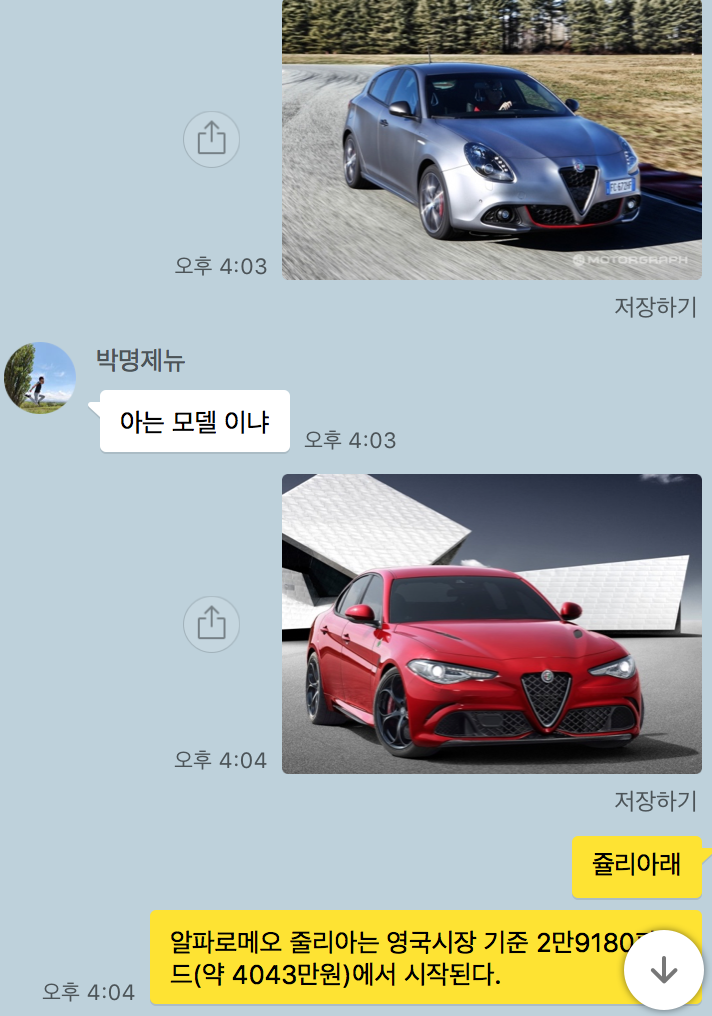 FC672GF
MOTORGRAPH
오후 4:03
저장하기
박명제뉴
아는 모델 이냐
오후 4:03
오후 4:04
저장하기
쥴리아래
알파로메오 줄리아는 영국시장 기준 2만9180
드(약 4043만원)에서 시작된다.
오후 4:04